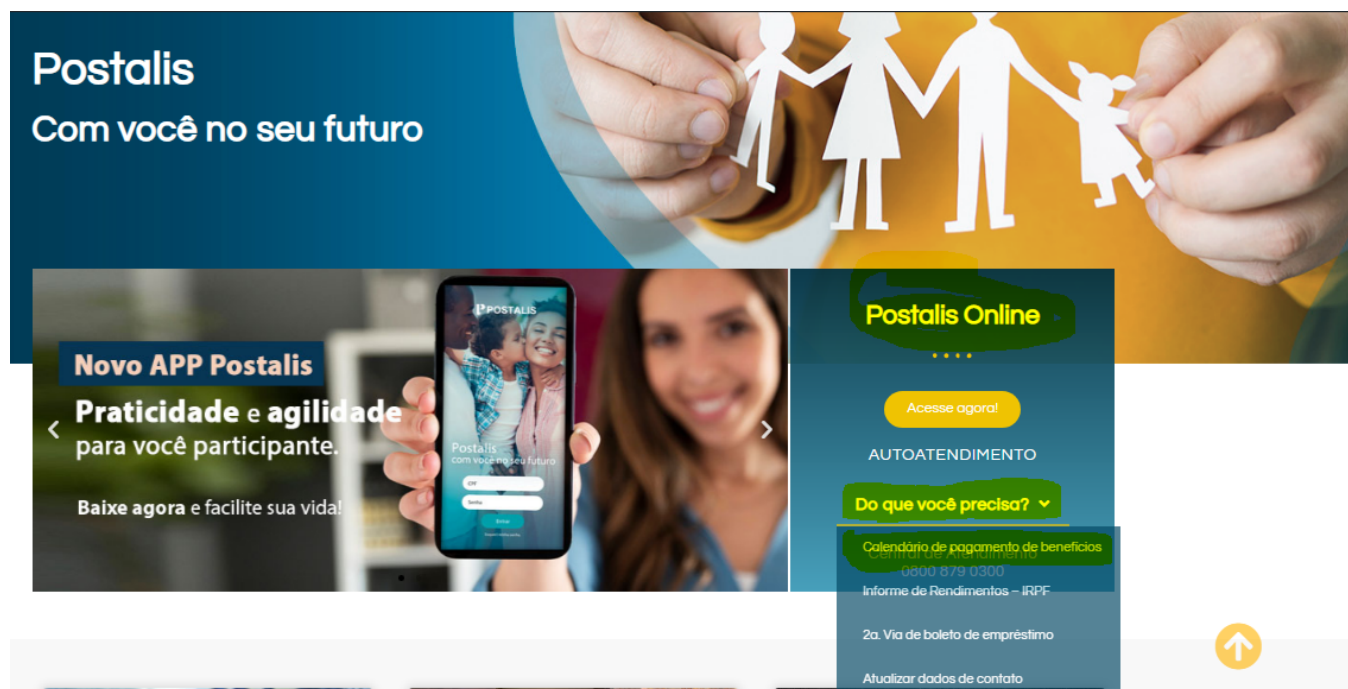 Postalis
Com você no seu futuro
Novo APP Postalis
Praticidade e agilidade
para você participante.
Baixe agora e facilite sua vida!
POSTALIS
Postalis
com você no seu futuro
CPF
Senha
Entrar
Postalis Online
Acesse agora!
AUTOATENDIMENTO
Do que você precisa?
Calendário de pagamento de benefícios
Central de Atendimento
0800 879 0300
Informe de Rendimentos – IRPF
2a. Via de boleto de empréstimo
Atualizar dados de contato